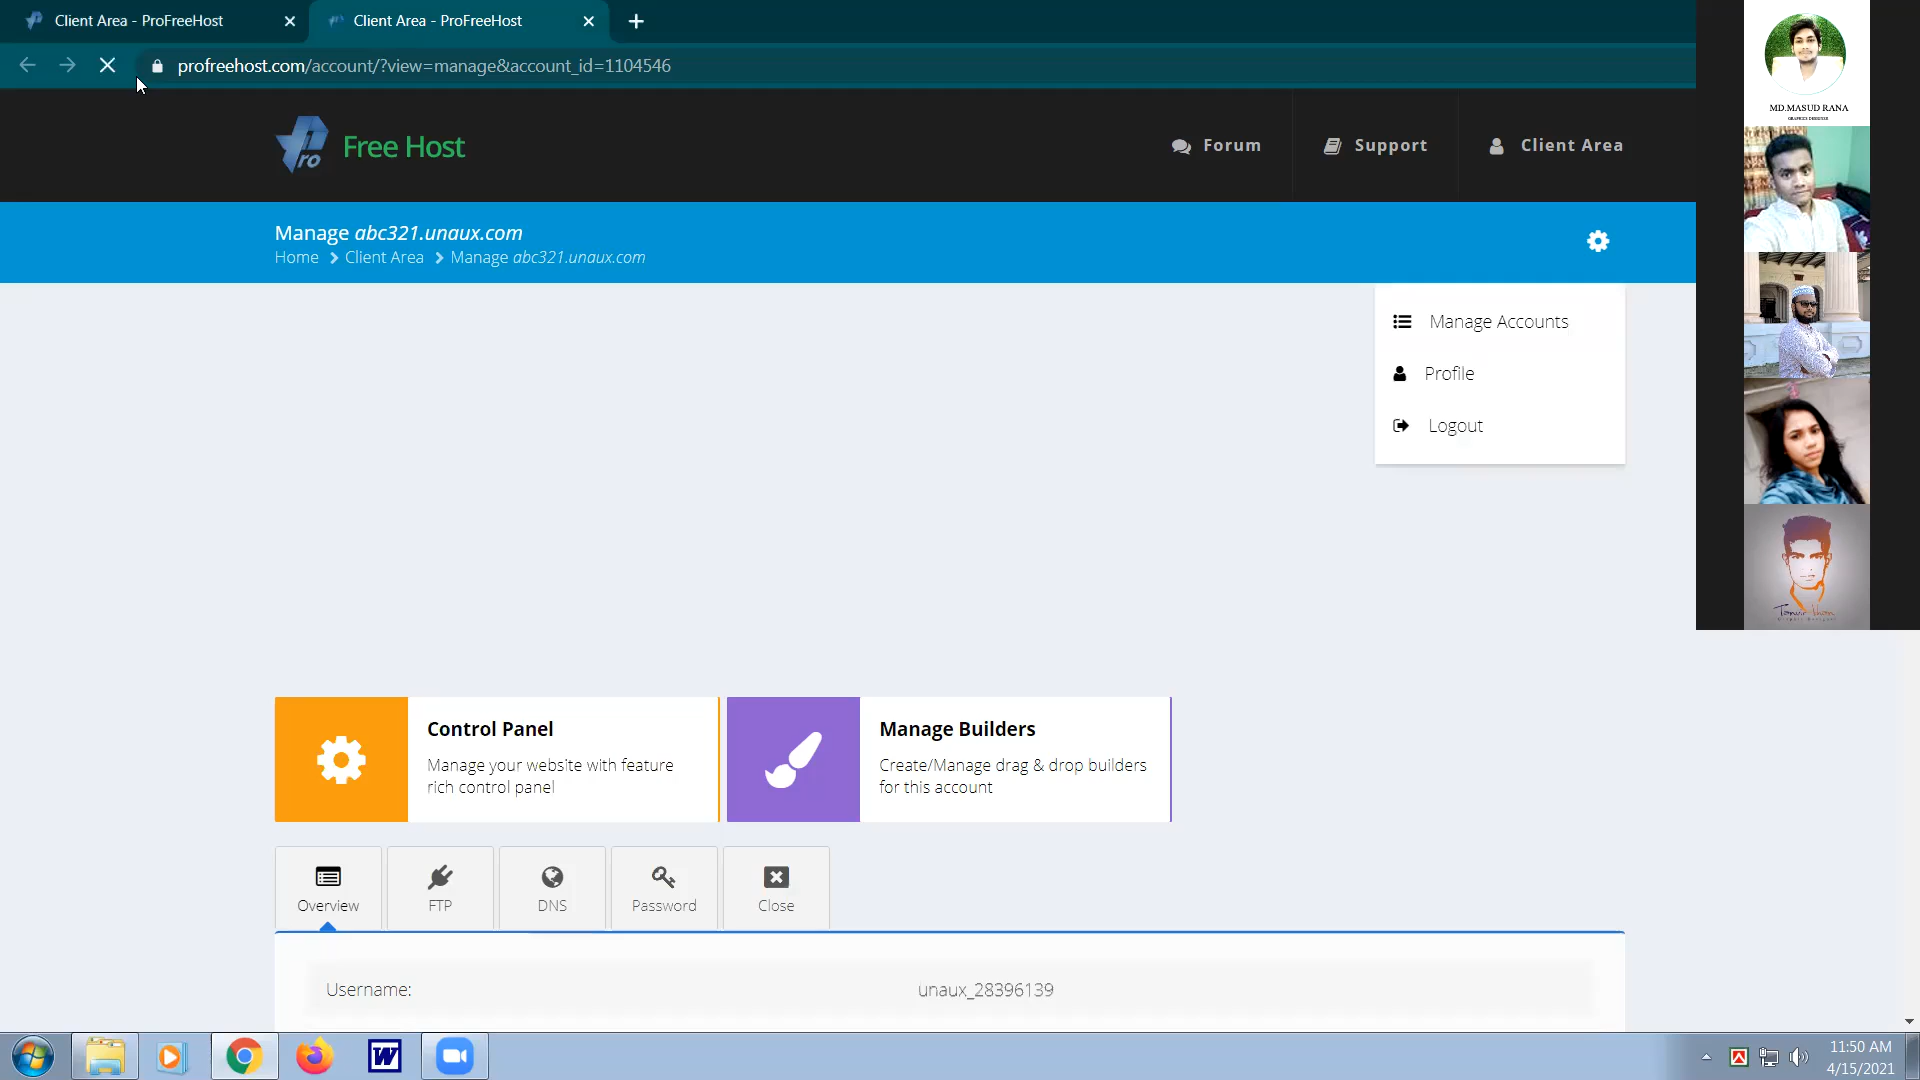 Client Area - ProFreeHost
Client Area - ProFreeHost
profreehost.com/account/?view=manage&account_id=1104546
MD.MASUD RANA
GRAPHICS DESIGNER
Pro
Free Host
Forum
Support
Client Area
Manage abc321.unaux.com
Home
Client Area
Manage abc321.unaux.com
Manage Accounts
Profile
Logout
Control Panel
Manage your website with feature
rich control panel
Manage Builders
Create/Manage drag & drop builders
for this account
Overview
FTP
DNS
Password
Close
Username:
unaux_28396139
W
11:50 AM
4/15/2021